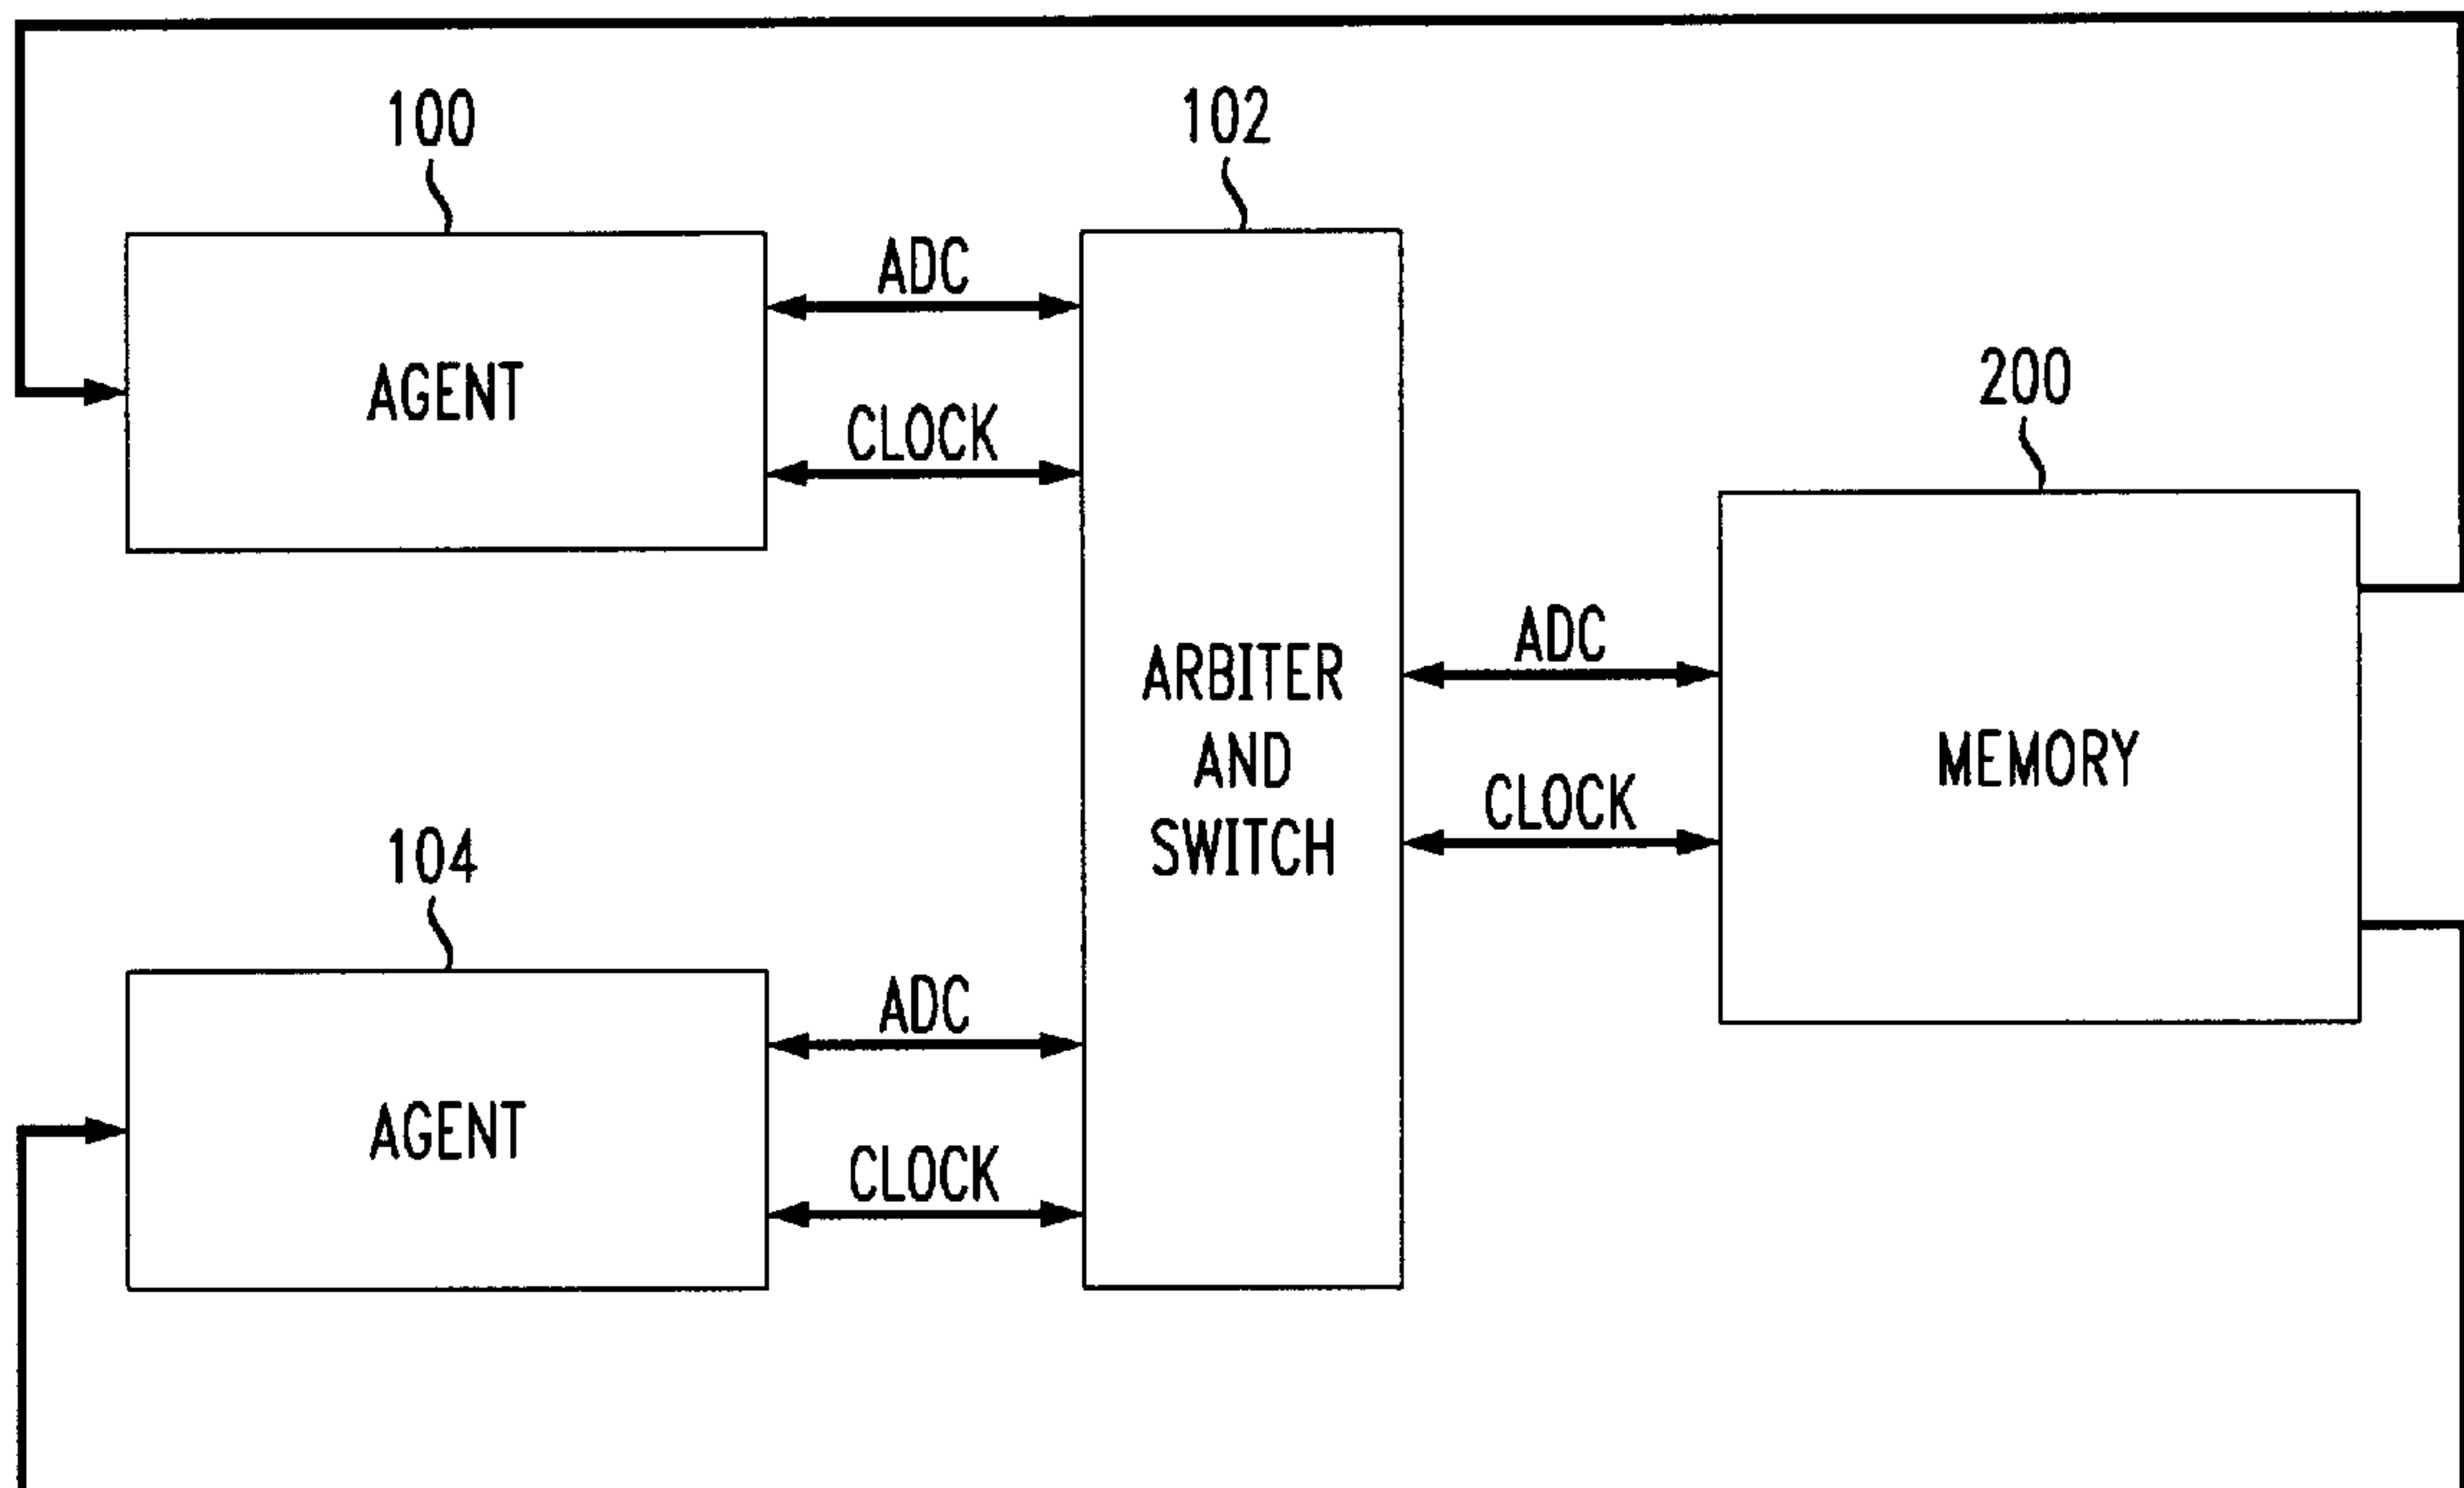 100
102
ADC
AGENT
CLOCK
200
ADC
ARBITER
AND
SWITCH
CLOCK
MEMORY
104
ADC
AGENT
CLOCK